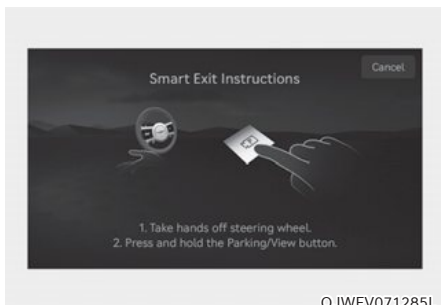 Cancel
Smart Exit Instructions
1. Take hands off steering wheel.
2. Press and hold the Parking/View button.
OJWEV071285L